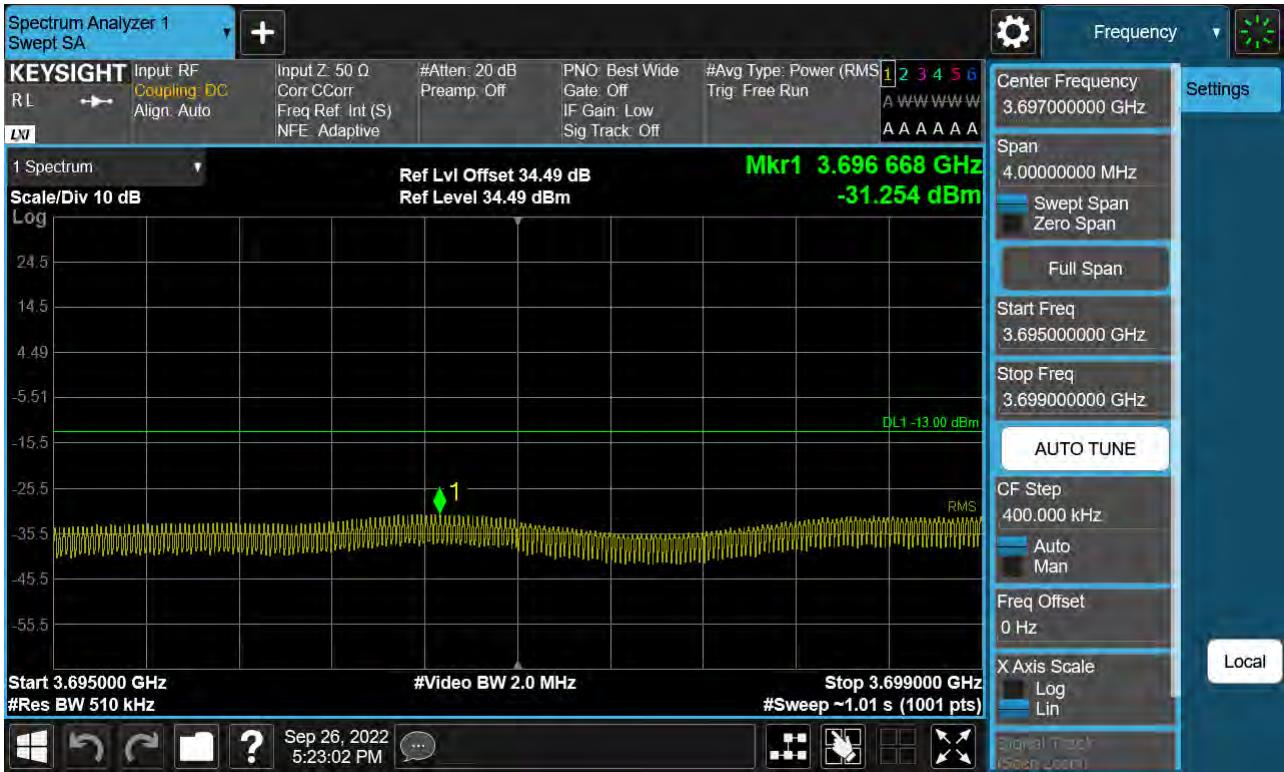 Spectrum Analyzer 1
Swept SA
+
Frequency
KEYSIGHT
RL
LXI
Input: RF
Coupling: DC
Align: Auto
Input Z: 50 Ω
Corr CCorr
Freq Ref: Int (S)
NFE: Adaptive
#Atten: 20 dB
Preamp: Off
PNO: Best Wide
Gate: Off
IF Gain: Low
Sig Track: Off
#Avg Type: Power (RMS
Trig: Free Run
1 2 3 4 5 6
A W W W W W
A A A A A A
1 Spectrum
Scale/Div 10 dB
Log
Ref Lvl Offset 34.49 dB
Ref Level 34.49 dBm
Mkr1 3.696 668 GHz
-31.254 dBm
24.5
14.5
4.49
-5.51
DL1 -13.00 dBm
-15.5
-25.5
1
RMS
-35.5
-45.5
-55.5
Start 3.695000 GHz
#Video BW 2.0 MHz
Stop 3.699000 GHz
#Res BW 510 kHz
#Sweep ~1.01 s (1001 pts)
?
Sep 26, 2022
5:23:02 PM
Center Frequency
3.697000000 GHz
Settings
Span
4.00000000 MHz
Swept Span
Zero Span
Full Span
Start Freq
3.695000000 GHz
Stop Freq
3.699000000 GHz
AUTO TUNE
CF Step
400.000 kHz
Auto
Man
Freq Offset
0 Hz
X Axis Scale
Log
Lin
Local
Signal Track
(Span Zoom)